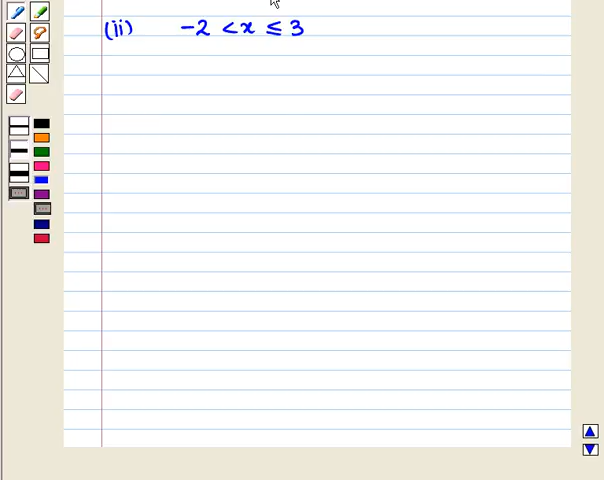 (ii) -2 < x ≤ 3